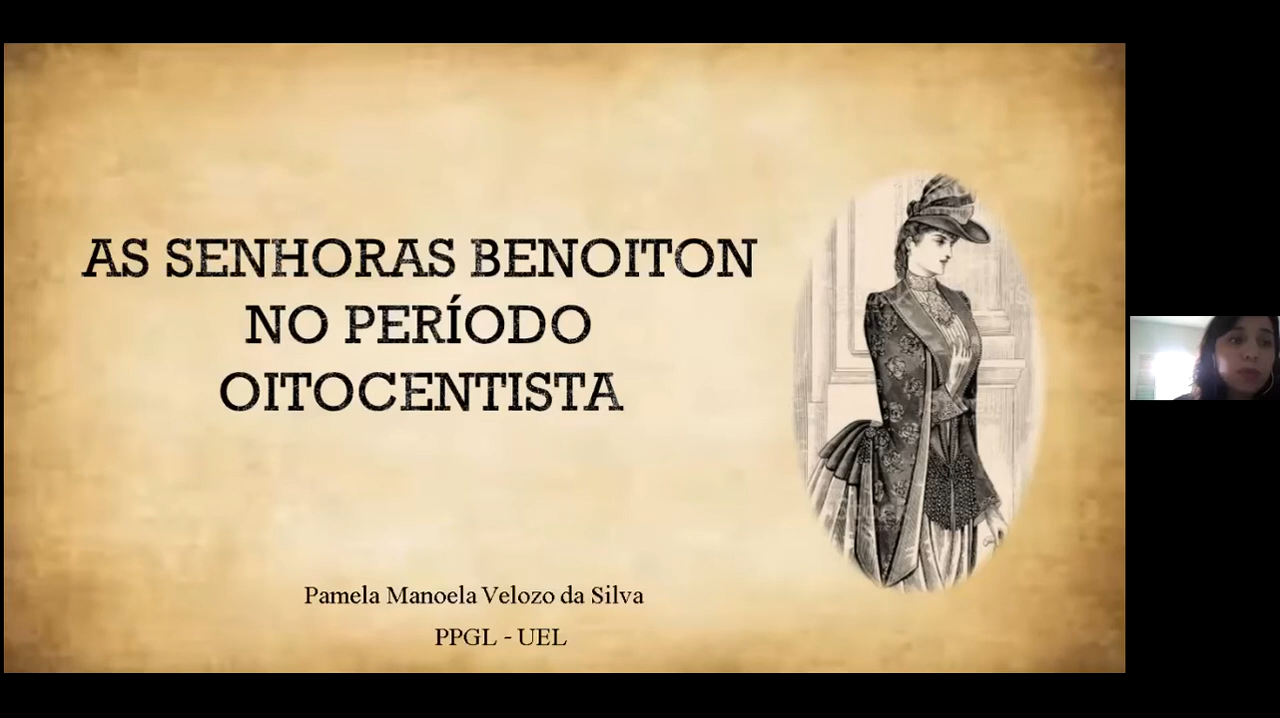 AS SENHORAS BENOITON
NO PERÍODO
OITOCENTISTA
Pamela Manoela Velozo da Silva
PPGL - UEL